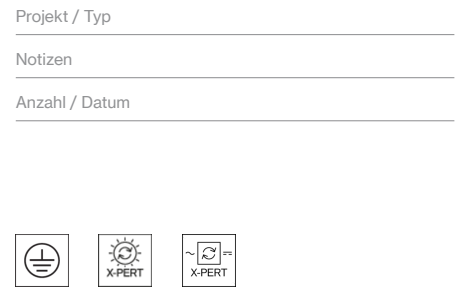 Projekt / Typ
Notizen
Anzahl / Datum
X-PERT X-PERT